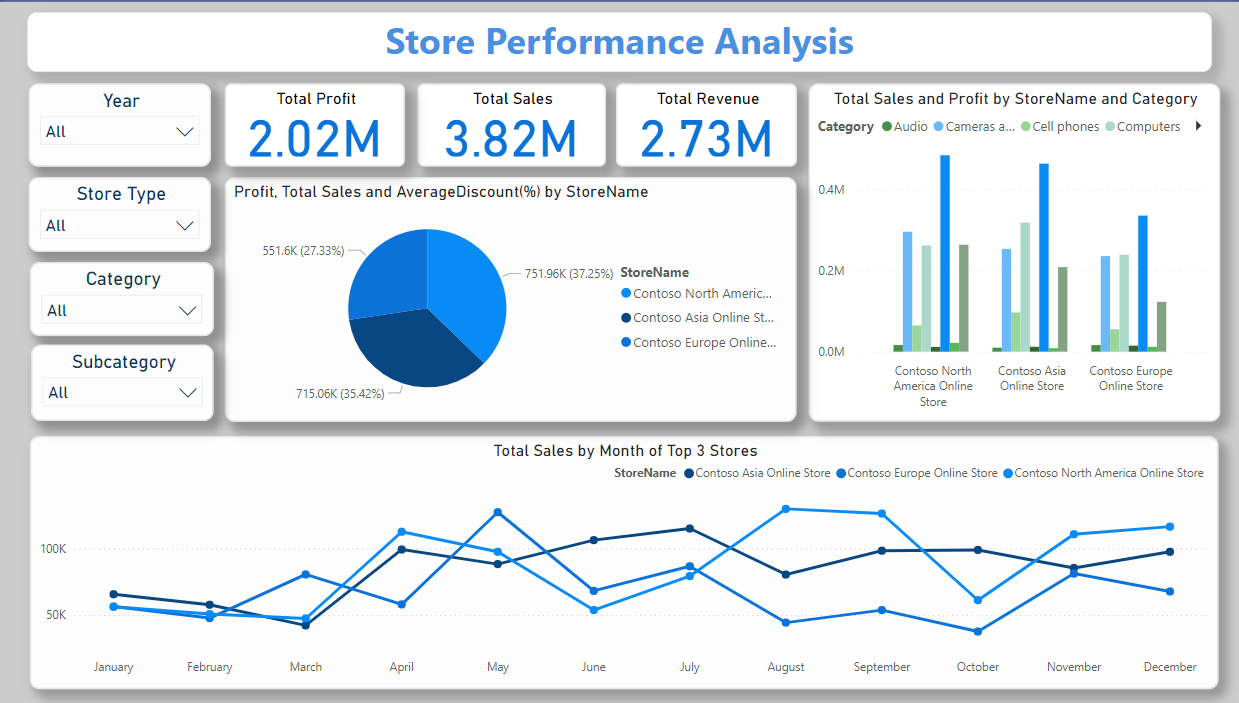 Store Performance Analysis
Year
All
Store Type
All
Category
All
Subcategory
All
Total Profit
2.02M
Total Sales
3.82M
Total Revenue
2.73M
Profit, Total Sales and AverageDiscount(%) by StoreName
551.6K (27.33%)
751.96K (37.25%)
715.06K (35.42%)
StoreName
Contoso North Americ...
Contoso Asia Online St...
Contoso Europe Online...
Total Sales and Profit by StoreName and Category
Category Audio Cameras a... Cell phones Computers
0.4M
0.2M
0.0M
Contoso North
America Online
Store
Contoso Asia
Online Store
Contoso Europe
Online Store
Total Sales by Month of Top 3 Stores
StoreName Contoso Asia Online Store Contoso Europe Online Store Contoso North America Online Store
100K
50K
January February March April May June July August September October November December